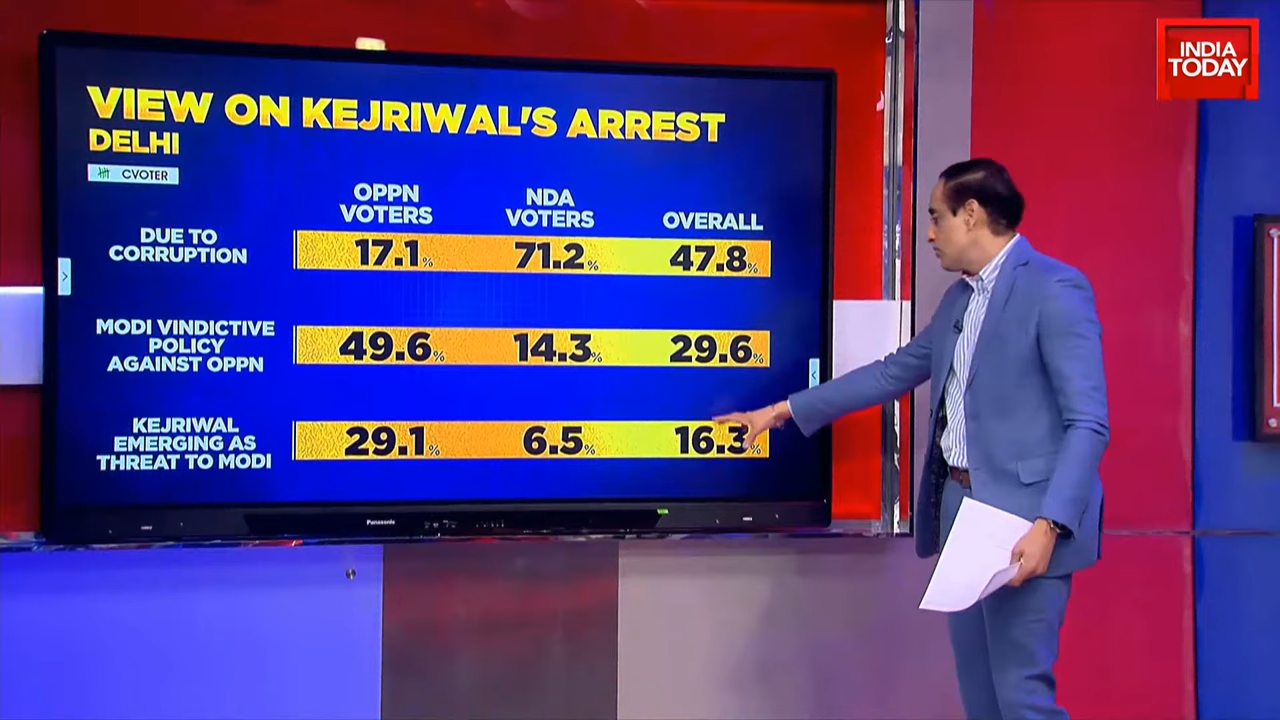 INDIA
TODAY
VIEW ON KEJRIWAL'S ARREST
DELHI
CVOTER
OPPN
VOTERS
NDA
VOTERS
OVERALL
DUE TO
CORRUPTION
17.1%
71.2%
47.8%
MODI VINDICTIVE
POLICY
AGAINST OPPN
49.6%
14.3%
29.6%
KEJRIWAL
EMERGING AS
THREAT TO MODI
29.1%
6.5%
16.3%
Panasonic